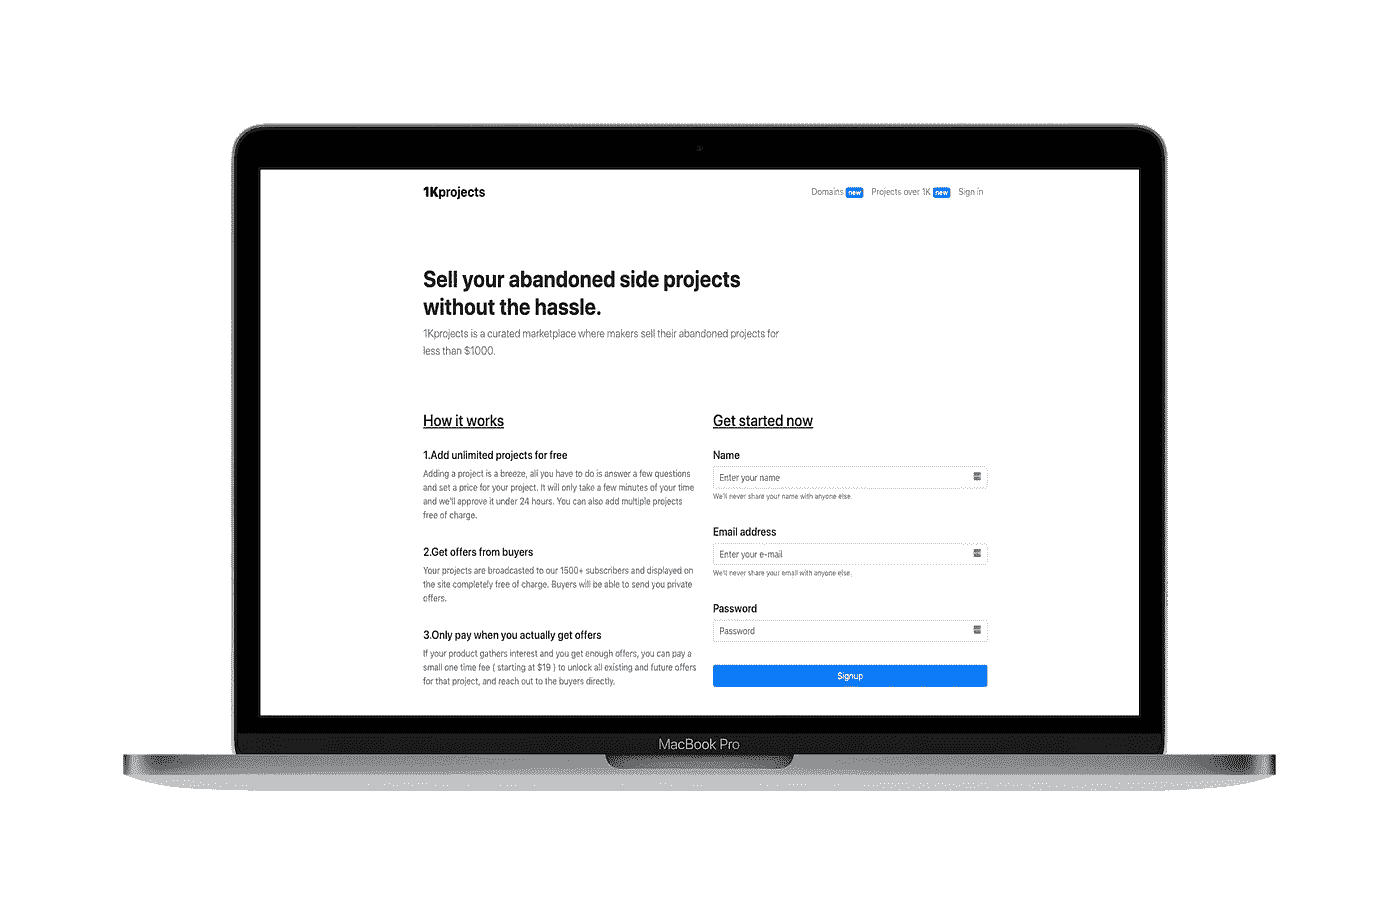 1Kprojects
Domains new Projects over 1K new Sign in
Sell your abandoned side projects
without the hassle.
1Kprojects is a curated marketplace where makers sell their abandoned projects for
less than $1000.
How it works
1.Add unlimited projects for free
Adding a project is a breeze, all you have to do is answer a few questions
and set a price for your project. It will only take a few minutes of your time
and we'll approve it under 24 hours. You can also add multiple projects
free of charge.
2.Get offers from buyers
Your projects are broadcasted to our 1500+ subscribers and displayed on
the site completely free of charge. Buyers will be able to send you private
offers.
3.Only pay when you actually get offers
If your product gathers interest and you get enough offers, you can pay a
small one time fee ( starting at $19 ) to unlock all existing and future offers
for that project, and reach out to the buyers directly.
Get started now
Name
Enter your name
We'll never share your name with anyone else.
Email address
Enter your e-mail
We'll never share your email with anyone else.
Password
Password
Signup
MacBook Pro